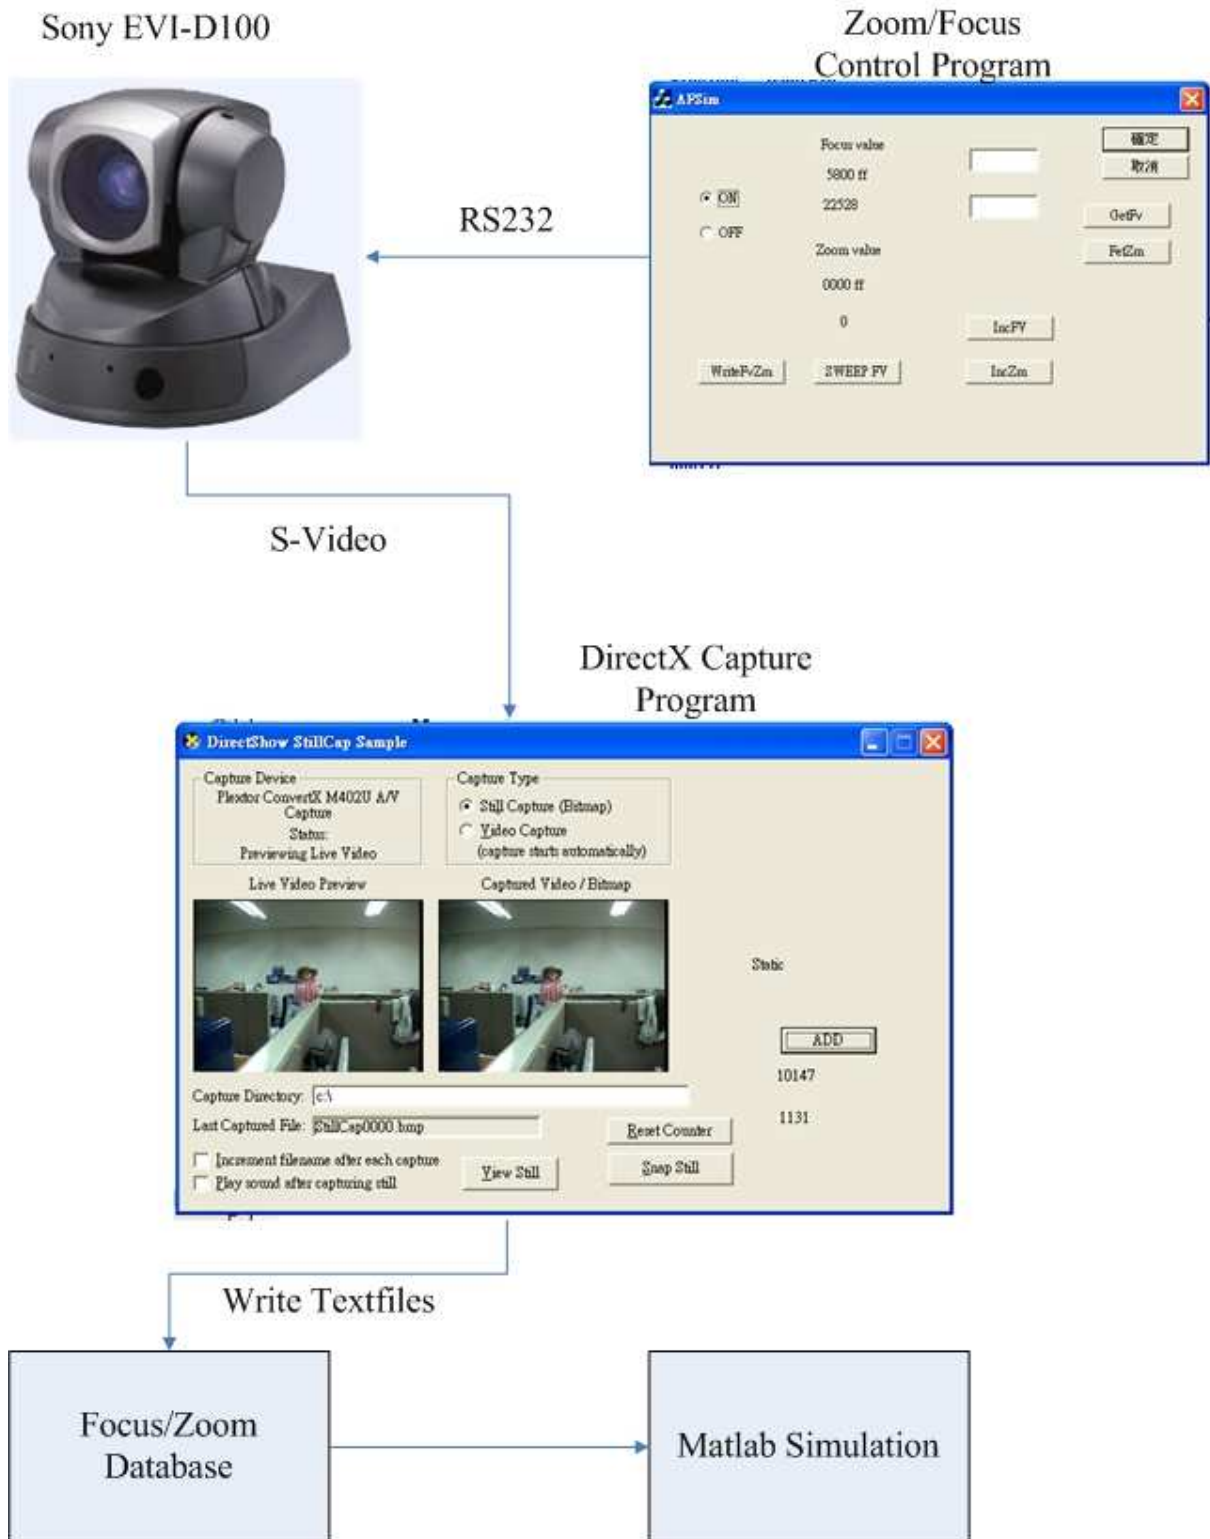 Sony EVI-D100
Zoom/Focus
Control Program
AFSim
Focus value
5800 ff
22528
ON
OFF
Zoom value
0000 ff
0
確定
取消
GetFv
FetZm
IncFV
WriteFvZm
SWEEP FV
IncZm
RS232
S-Video
DirectX Capture
Program
DirectShow StillCap Sample
Capture Device
Plextor ConvertX M402U A/V
Capture
Status:
Previewing Live Video
Capture Type
Still Capture (Bitmap)
Video Capture
(capture starts automatically)
Live Video Preview
Captured Video / Bitmap
Static
ADD
10147
1131
Capture Directory: c:\
Last Captured File: StillCap0000.bmp
Reset Counter
Increment filename after each capture
Play sound after capturing still
View Still
Snap Still
Write Textfiles
Focus/Zoom
Database
Matlab Simulation